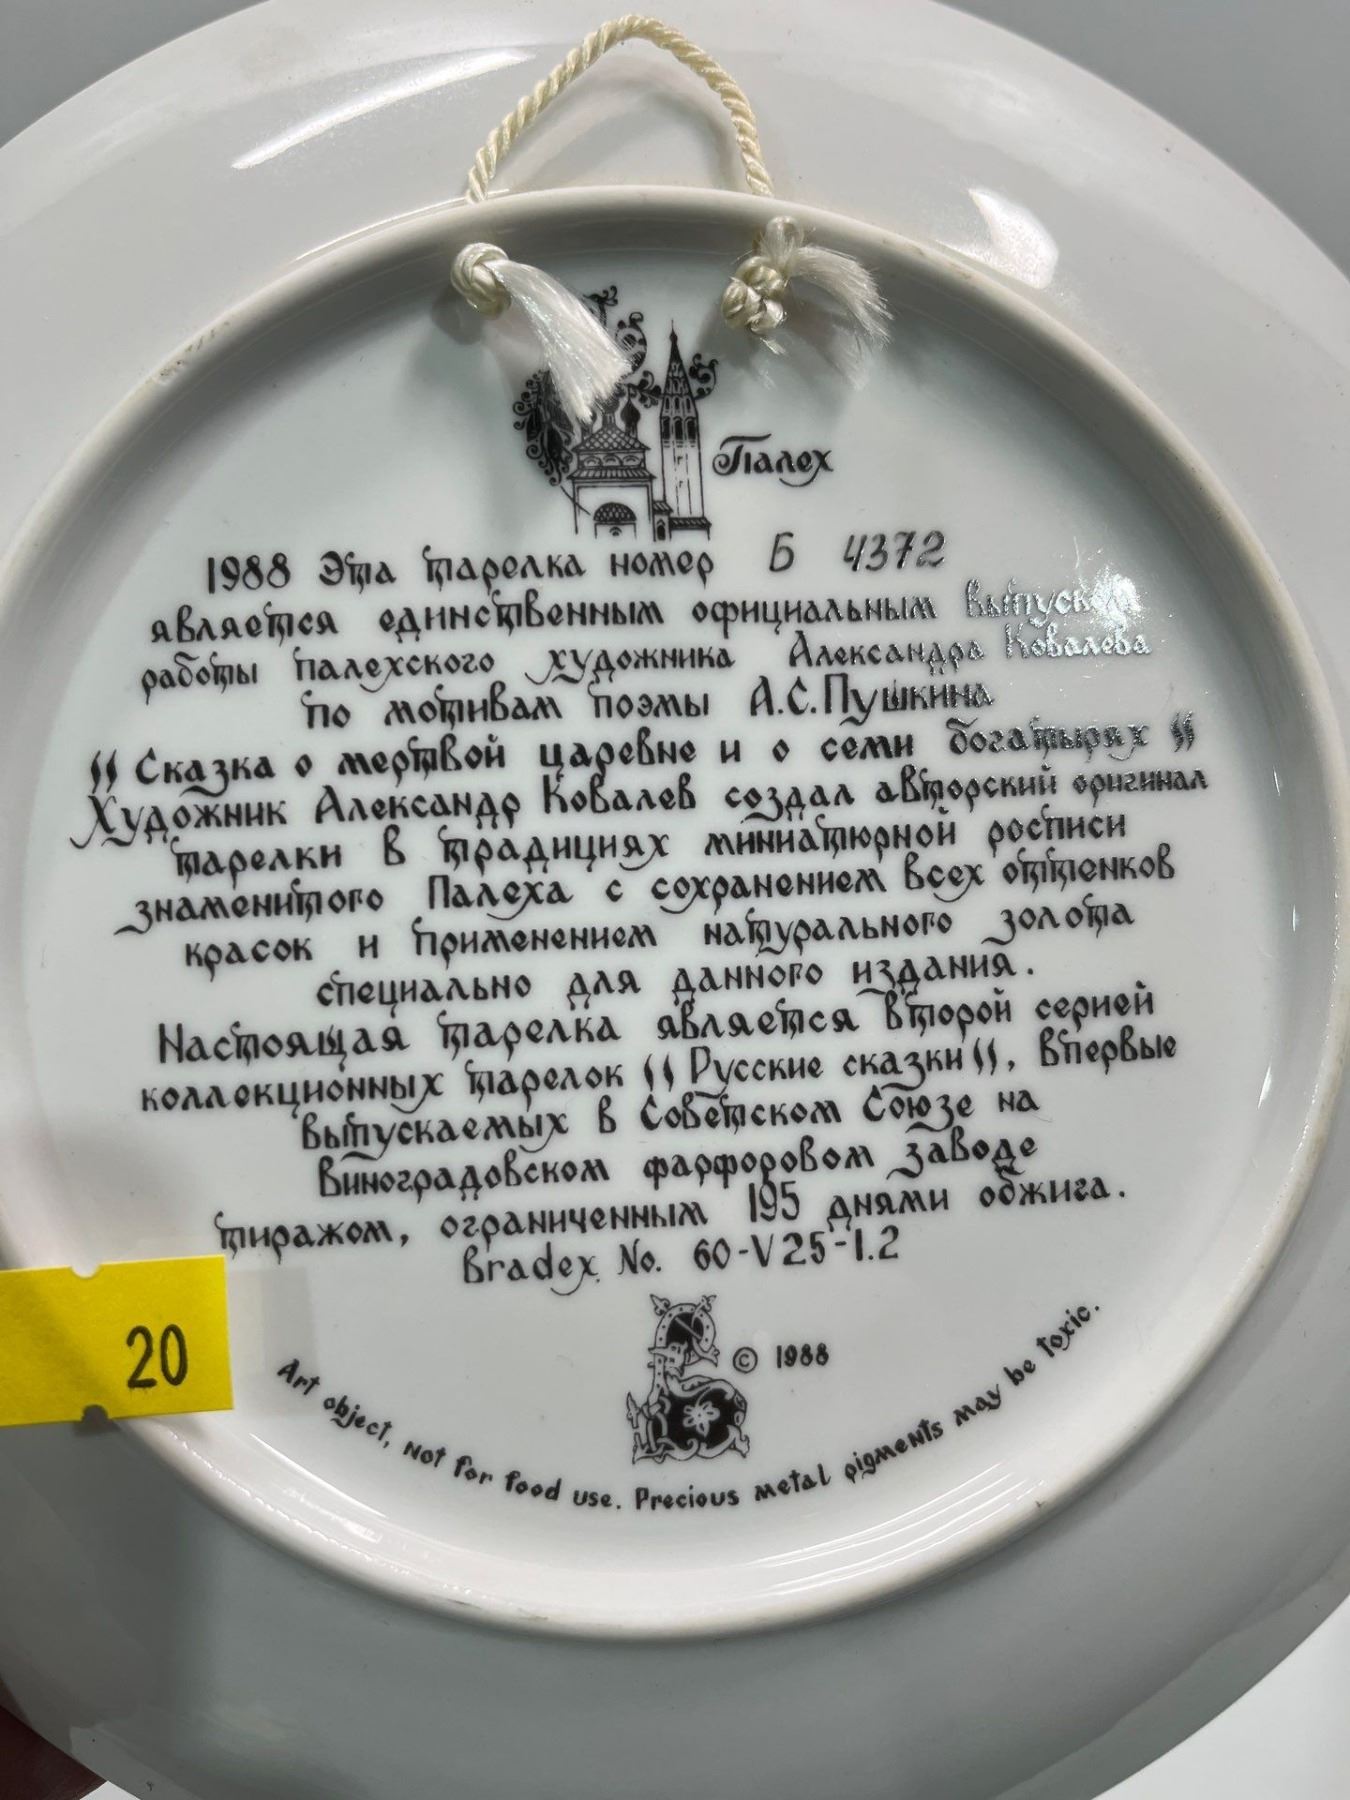 Палех
1988 Эта тарелка номер Б 4372
является единственным официальным выпуском
работы палехского художника Александра Ковалева
по мотивам поэмы А.С.Пушкина
"Сказка о мертвой царевне и о семи богатырях"
Художник Александр Ковалев создал авторский оригинал
тарелки в традициях миниатюрной росписи
знаменитого Палеха с сохранением всех оттенков
красок и применением натурального золота
специально для данного издания.
Настоящая тарелка является второй серией
коллекционных тарелок "Русские сказки", впервые
выпускаемых в Советском Союзе на
Виноградовском фарфоровом заводе
тиражом, ограниченным 195 днями обжига.
Bradex No. 60-V25-1.2
20
© 1988
Art object, not for food use. Precious metal pigments may be toxic.